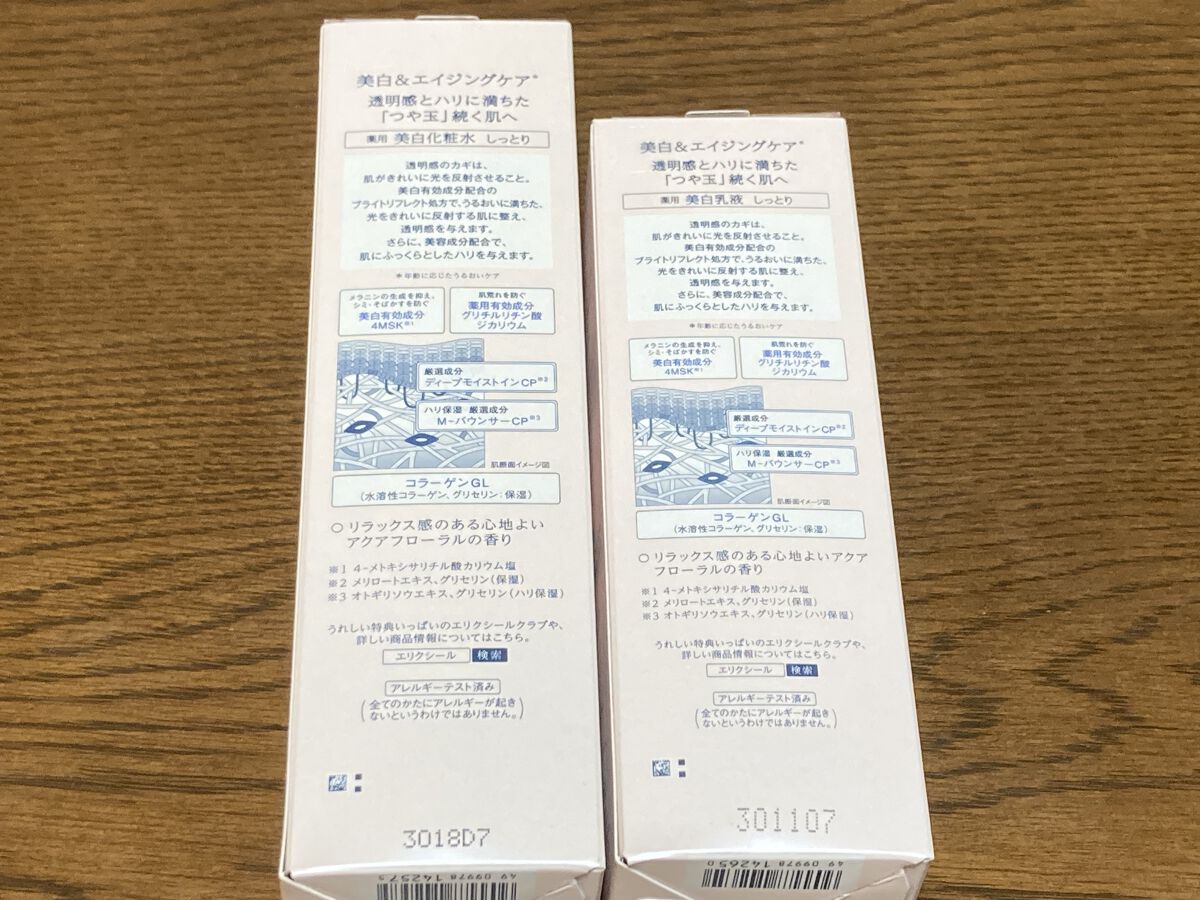 美白&エイジングケア*
透明感とハリに満ちた
「つや玉」続く肌へ
薬用 美白化粧水 しっとり
透明感のカギは、
肌がきれいに光を反射させること。
美白有効成分配合の
ブライトリフレクト処方で、うるおいに満ちた、
光をきれいに反射する肌に整え、
透明感を与えます。
さらに、美容成分配合で、
肌にふっくらとしたハリを与えます。
*年齢に応じたうるおいケア
メラニンの生成を抑え、
シミ・そばかすを防ぐ
美白有効成分
4MSK※1
肌荒れを防ぐ
薬用有効成分
グリチルリチン酸
ジカリウム
厳選成分
ディープモイストインCP※2
ハリ保湿 厳選成分
M-バウンサーCP※3
肌断面イメージ図
コラーゲンGL
(水溶性コラーゲン、グリセリン:保湿)
○リラックス感のある心地よい
アクアフローラルの香り
※1 4-メトキシサリチル酸カリウム塩
※2 メリロートエキス、グリセリン(保湿)
※3 オトギリソウエキス、グリセリン(ハリ保湿)
うれしい特典いっぱいのエリクシールクラブや、
詳しい商品情報についてはこちら。
エリクシール 検索
アレルギーテスト済み
(全てのかたにアレルギーが起き
ないというわけではありません。)
3018D7
49 09978 14257 5
美白&エイジングケア*
透明感とハリに満ちた
「つや玉」続く肌へ
薬用 美白乳液 しっとり
透明感のカギは、
肌がきれいに光を反射させること。
美白有効成分配合の
ブライトリフレクト処方で、うるおいに満ちた、
光をきれいに反射する肌に整え、
透明感を与えます。
さらに、美容成分配合で、
肌にふっくらとしたハリを与えます。
*年齢に応じたうるおいケア
メラニンの生成を抑え、
シミ・そばかすを防ぐ
美白有効成分
4MSK※1
肌荒れを防ぐ
薬用有効成分
グリチルリチン酸
ジカリウム
厳選成分
ディープモイストインCP※2
ハリ保湿 厳選成分
M-バウンサーCP※3
肌断面イメージ図
コラーゲンGL
(水溶性コラーゲン、グリセリン:保湿)
○リラックス感のある心地よいアクア
フローラルの香り
※1 4-メトキシサリチル酸カリウム塩
※2 メリロートエキス、グリセリン(保湿)
※3 オトギリソウエキス、グリセリン(ハリ保湿)
うれしい特典いっぱいのエリクシールクラブや、
詳しい商品情報についてはこちら。
エリクシール 検索
アレルギーテスト済み
(全てのかたにアレルギーが起き
ないというわけではありません。)
301107
49 09978 14265 0